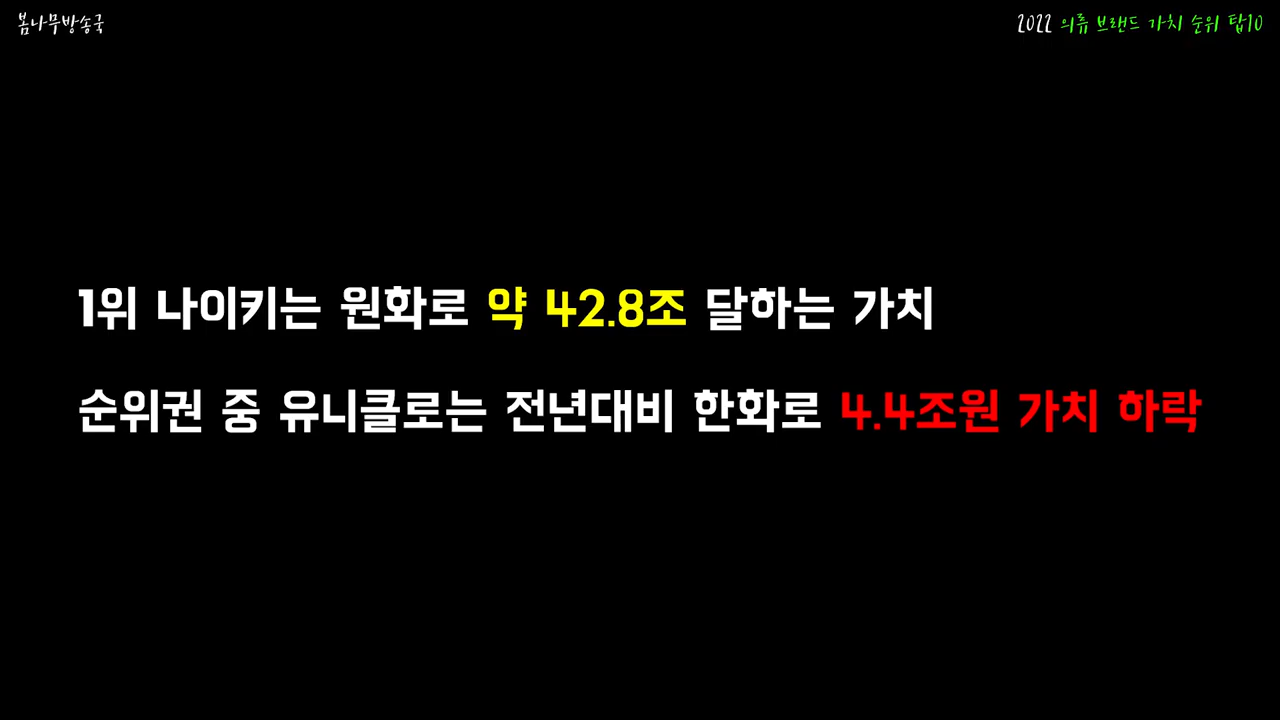 봄나무방송국
2022 의류 브랜드 가치 순위 탑10
1위 나이키는 원화로 약 42.8조 달하는 가치
순위권 중 유니클로는 전년대비 한화로 4.4조원 가치 하락